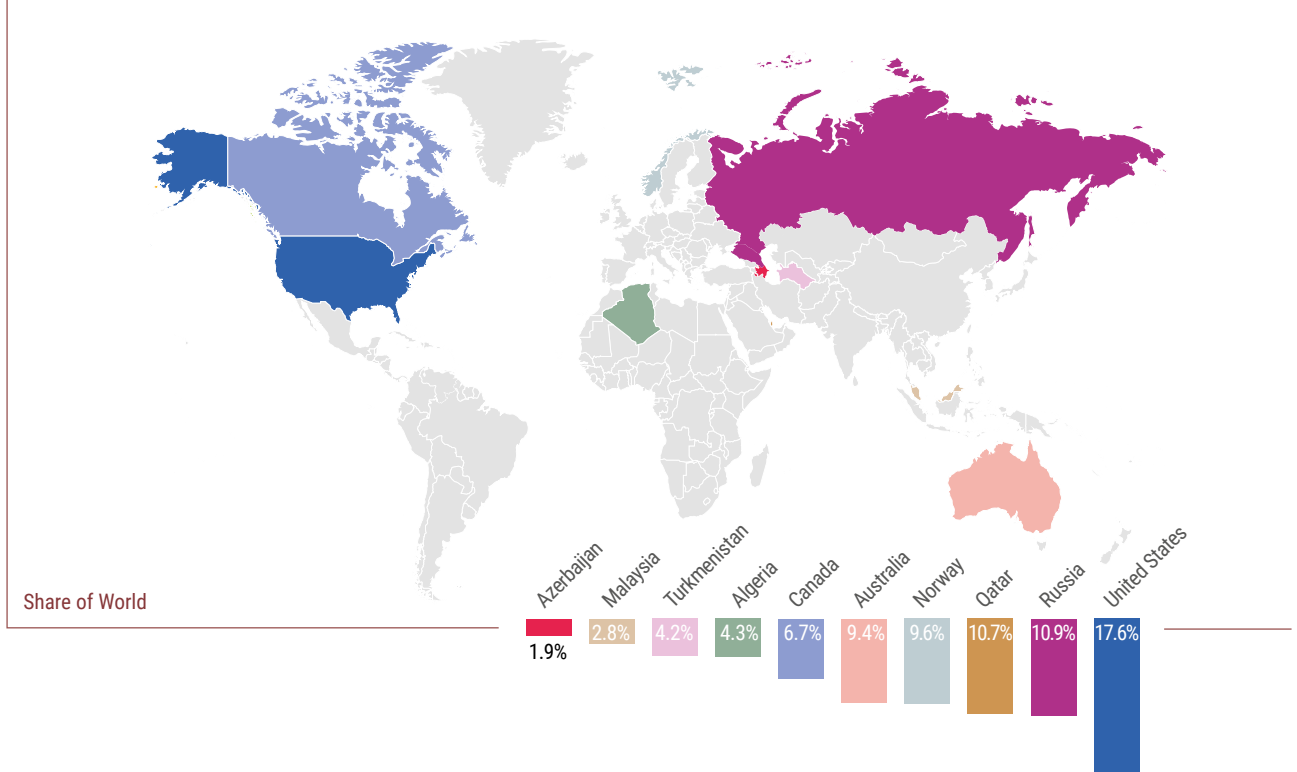 Share of World
Azerbaijan
Malaysia
Turkmenistan
Algeria
Canada
Australia
Norway
Qatar
Russia
United States
1.9%
2.8%
4.2%
4.3%
6.7%
9.4%
9.6%
10.7%
10.9%
17.6%